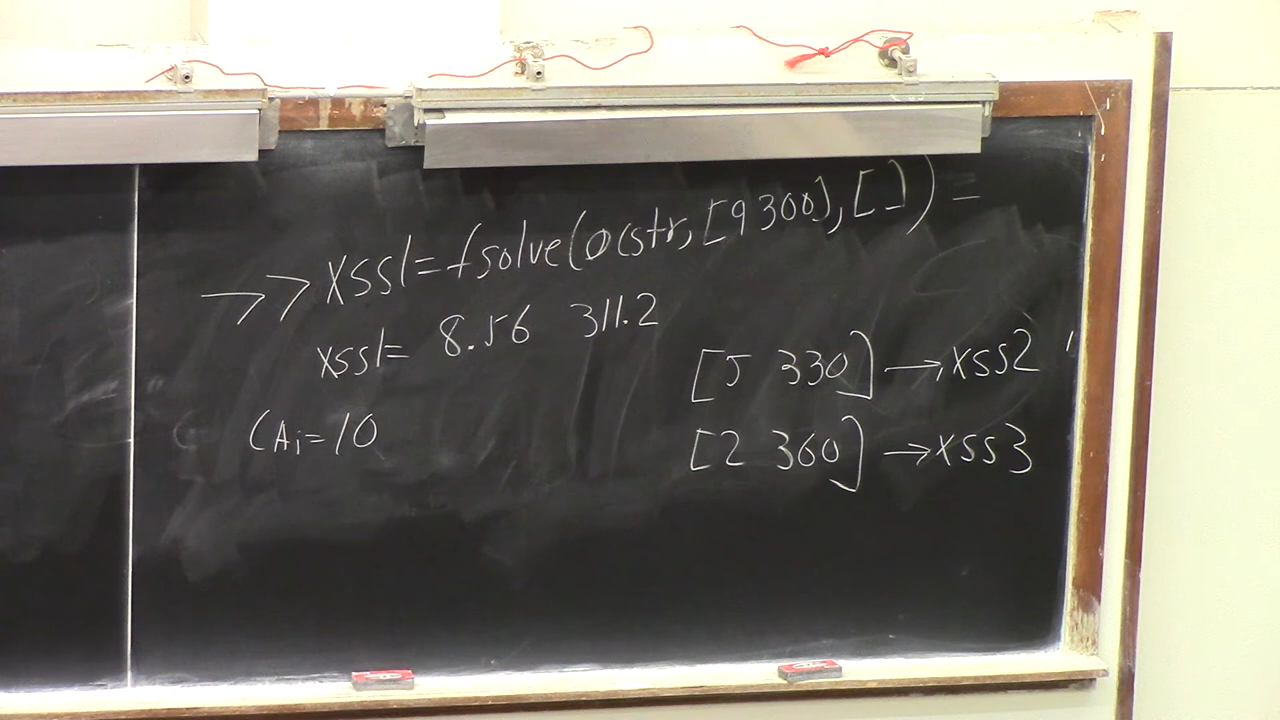 >> xss1=fsolve(@cstr,[9 300],[])=
xss1= 8.56 311.2
[5 330] →xss2
CAi=10
[2 360] →xss3